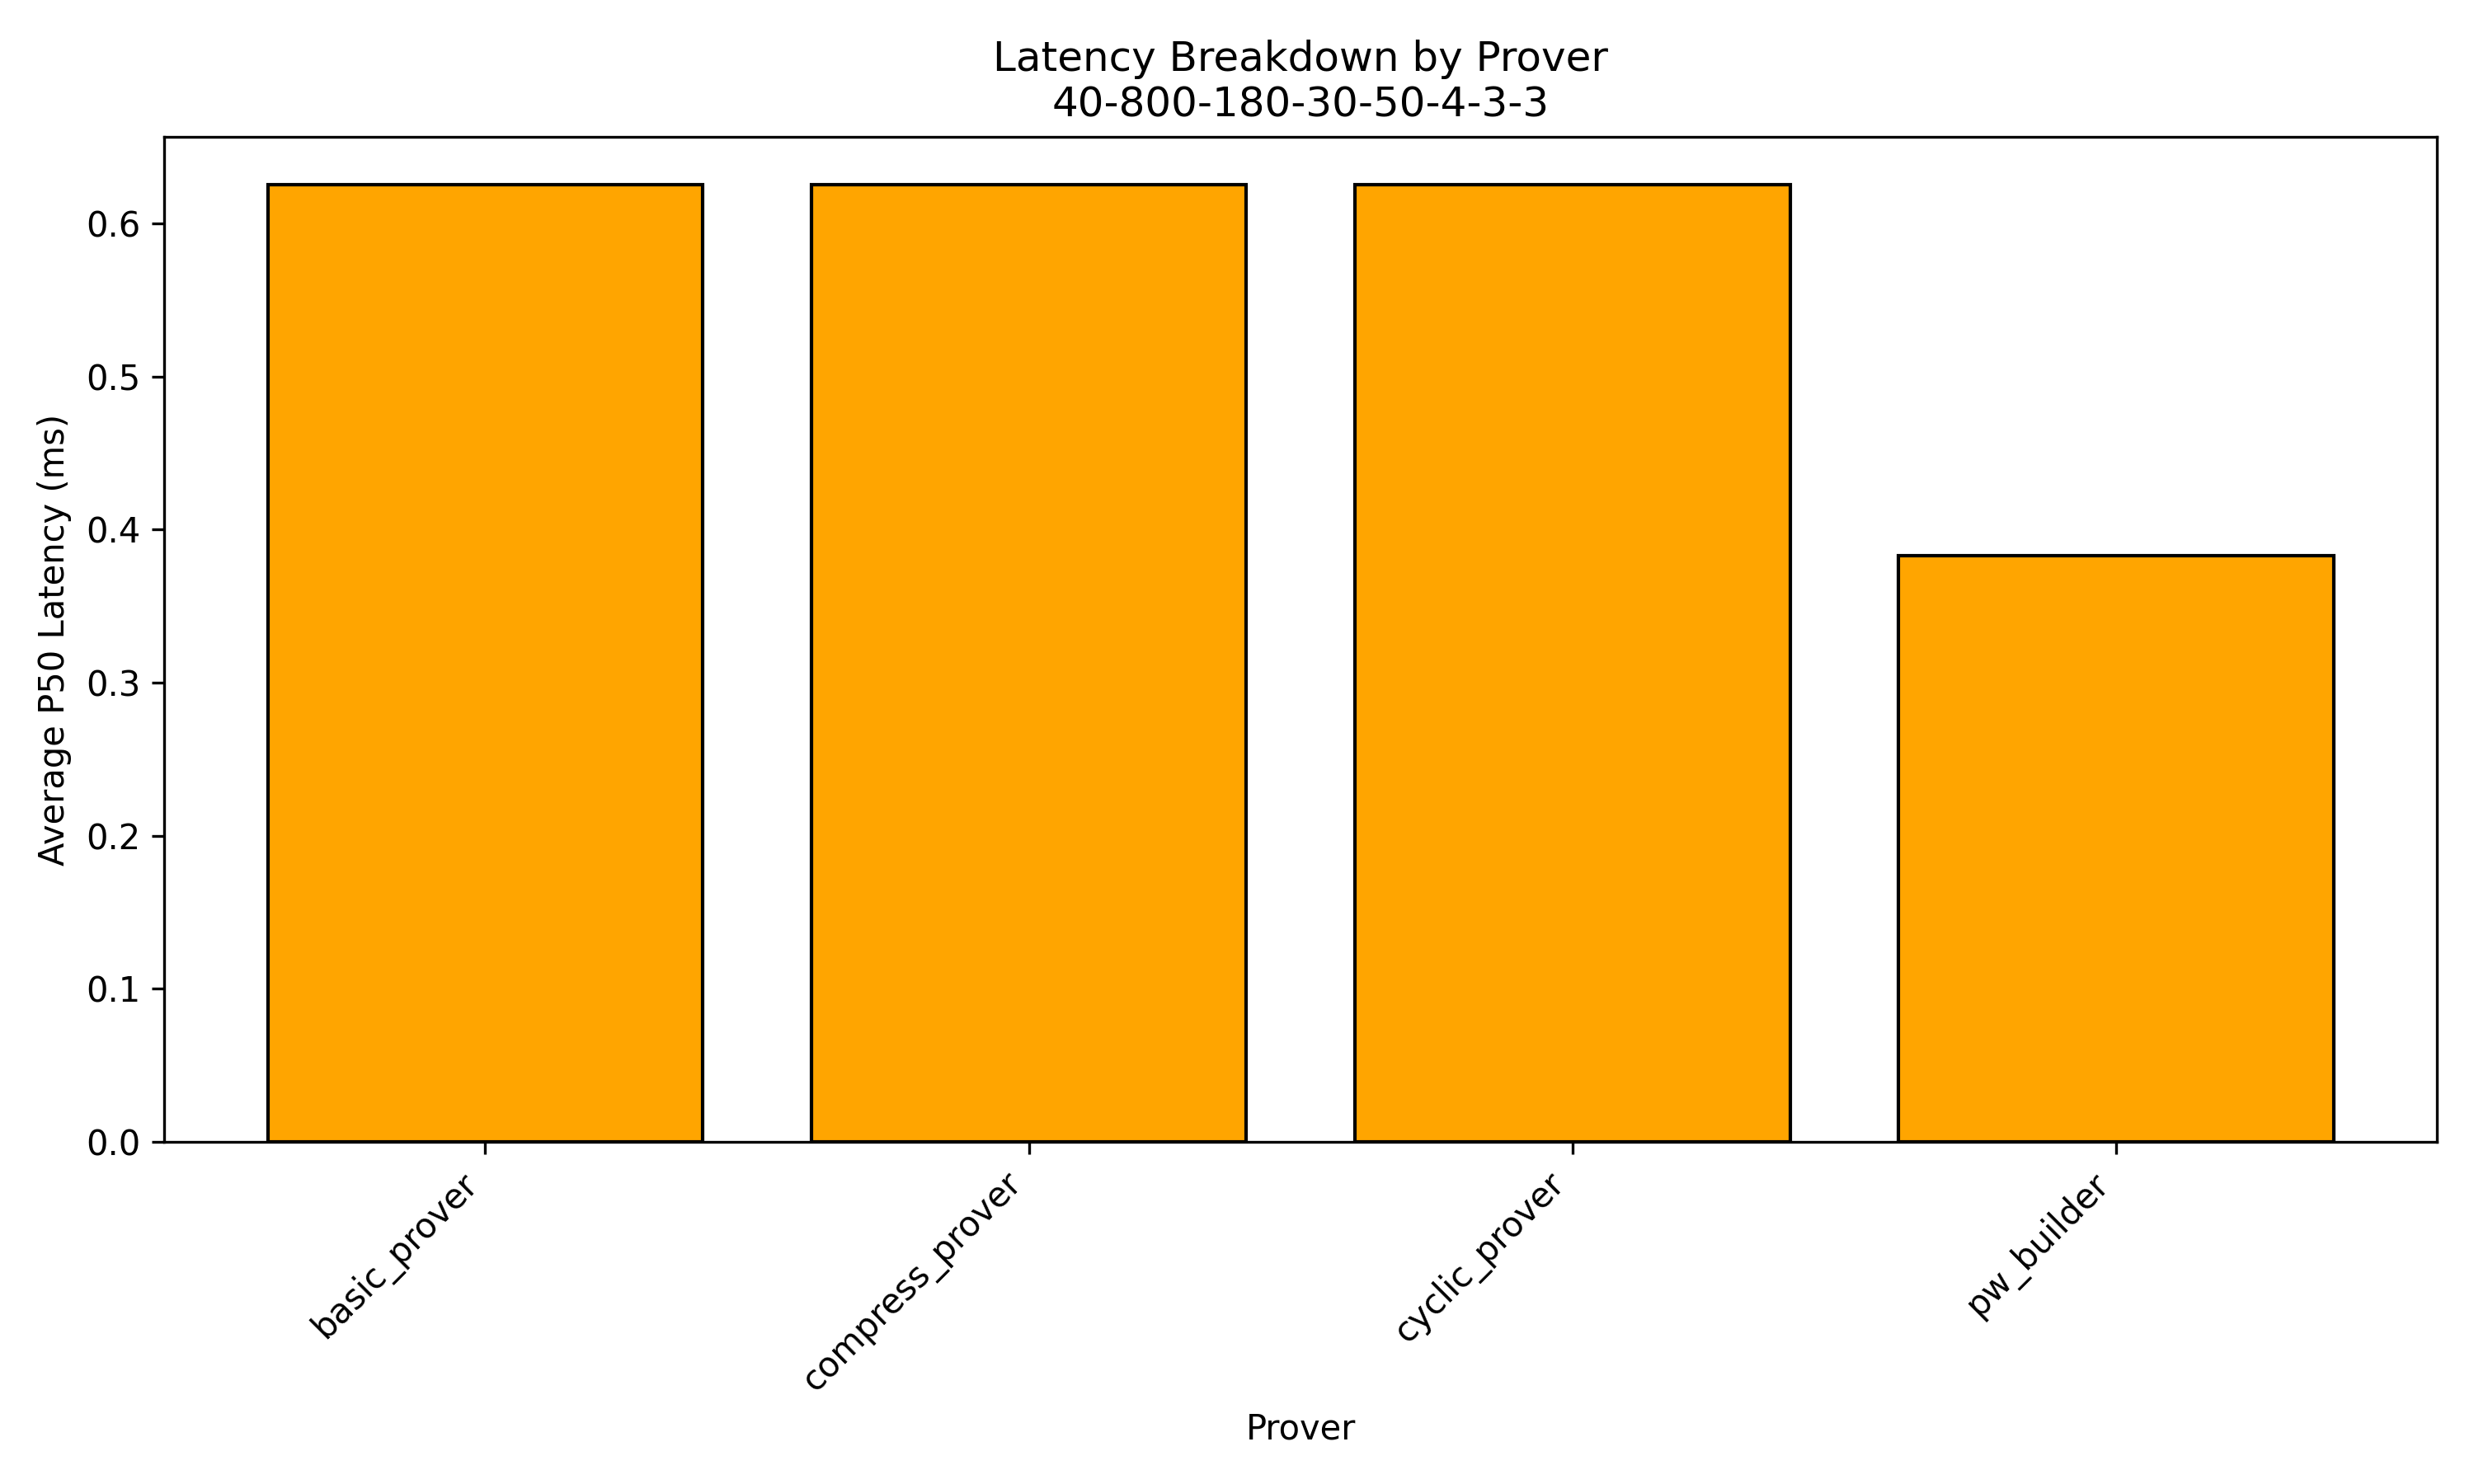 Latency Breakdown by Prover
40-800-180-30-50-4-3-3
Average P50 Latency (ms)
0.6
0.5
0.4
0.3
0.2
0.1
0.0
basic_prover
compress_prover
cyclic_prover
pw_builder
Prover